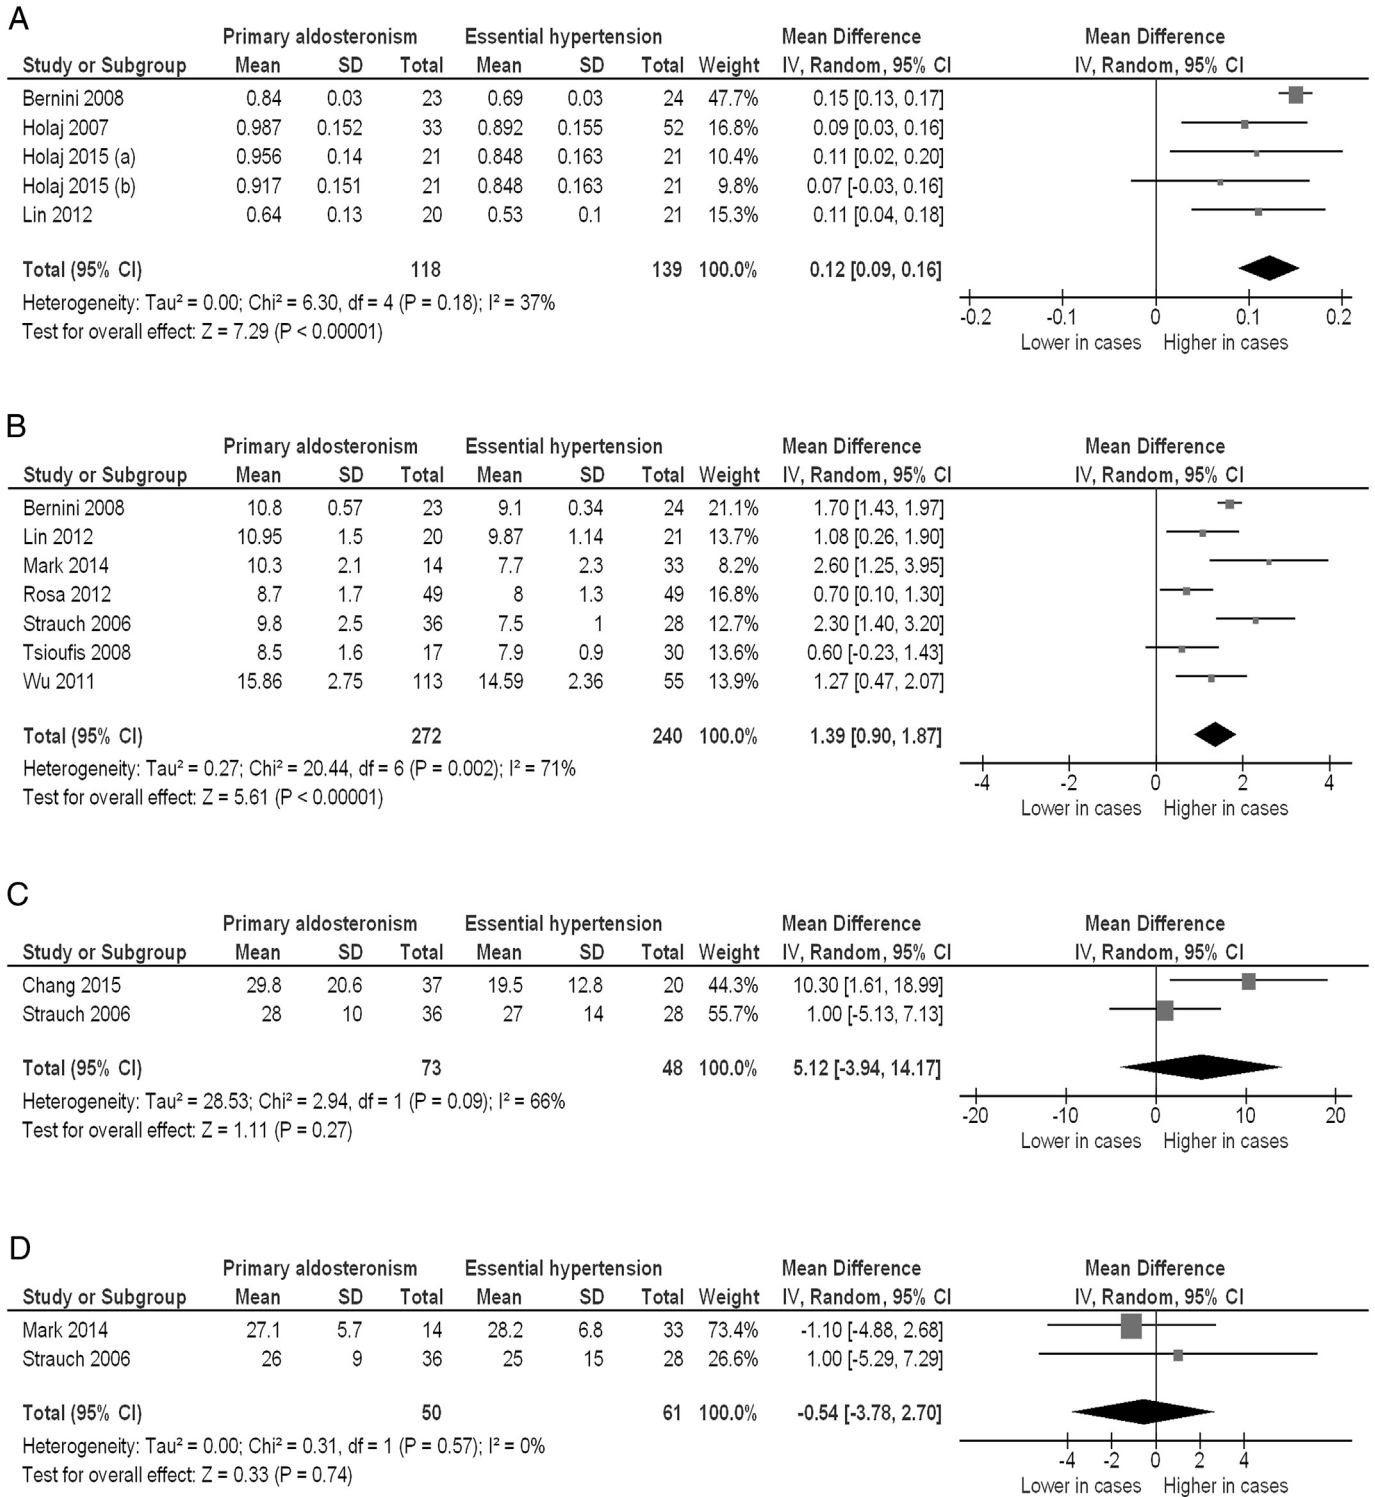 A
Primary aldosteronism Essential hypertension Mean Difference Mean Difference
Study or Subgroup Mean SD Total Mean SD Total Weight IV, Random, 95% CI IV, Random, 95% CI
Bernini 2008 0.84 0.03 23 0.69 0.03 24 47.7% 0.15 [0.13, 0.17]
Holaj 2007 0.987 0.152 33 0.892 0.155 52 16.8% 0.09 [0.03, 0.16]
Holaj 2015 (a) 0.956 0.14 21 0.848 0.163 21 10.4% 0.11 [0.02, 0.20]
Holaj 2015 (b) 0.917 0.151 21 0.848 0.163 21 9.8% 0.07 [-0.03, 0.16]
Lin 2012 0.64 0.13 20 0.53 0.1 21 15.3% 0.11 [0.04, 0.18]
Total (95% CI) 118 139 100.0% 0.12 [0.09, 0.16]
Heterogeneity: Tau² = 0.00; Chi² = 6.30, df = 4 (P = 0.18); I² = 37%
Test for overall effect: Z = 7.29 (P < 0.00001)
-0.2 -0.1 0 0.1 0.2
Lower in cases Higher in cases
B
Primary aldosteronism Essential hypertension Mean Difference Mean Difference
Study or Subgroup Mean SD Total Mean SD Total Weight IV, Random, 95% CI IV, Random, 95% CI
Bernini 2008 10.8 0.57 23 9.1 0.34 24 21.1% 1.70 [1.43, 1.97]
Lin 2012 10.95 1.5 20 9.87 1.14 21 13.7% 1.08 [0.26, 1.90]
Mark 2014 10.3 2.1 14 7.7 2.3 33 8.2% 2.60 [1.25, 3.95]
Rosa 2012 8.7 1.7 49 8 1.3 49 16.8% 0.70 [0.10, 1.30]
Strauch 2006 9.8 2.5 36 7.5 1 28 12.7% 2.30 [1.40, 3.20]
Tsioufis 2008 8.5 1.6 17 7.9 0.9 30 13.6% 0.60 [-0.23, 1.43]
Wu 2011 15.86 2.75 113 14.59 2.36 55 13.9% 1.27 [0.47, 2.07]
Total (95% CI) 272 240 100.0% 1.39 [0.90, 1.87]
Heterogeneity: Tau² = 0.27; Chi² = 20.44, df = 6 (P = 0.002); I² = 71%
Test for overall effect: Z = 5.61 (P < 0.00001)
-4 -2 0 2 4
Lower in cases Higher in cases
C
Primary aldosteronism Essential hypertension Mean Difference Mean Difference
Study or Subgroup Mean SD Total Mean SD Total Weight IV, Random, 95% CI IV, Random, 95% CI
Chang 2015 29.8 20.6 37 19.5 12.8 20 44.3% 10.30 [1.61, 18.99]
Strauch 2006 28 10 36 27 14 28 55.7% 1.00 [-5.13, 7.13]
Total (95% CI) 73 48 100.0% 5.12 [-3.94, 14.17]
Heterogeneity: Tau² = 28.53; Chi² = 2.94, df = 1 (P = 0.09); I² = 66%
Test for overall effect: Z = 1.11 (P = 0.27)
-20 -10 0 10 20
Lower in cases Higher in cases
D
Primary aldosteronism Essential hypertension Mean Difference Mean Difference
Study or Subgroup Mean SD Total Mean SD Total Weight IV, Random, 95% CI IV, Random, 95% CI
Mark 2014 27.1 5.7 14 28.2 6.8 33 73.4% -1.10 [-4.88, 2.68]
Strauch 2006 26 9 36 25 15 28 26.6% 1.00 [-5.29, 7.29]
Total (95% CI) 50 61 100.0% -0.54 [-3.78, 2.70]
Heterogeneity: Tau² = 0.00; Chi² = 0.31, df = 1 (P = 0.57); I² = 0%
Test for overall effect: Z = 0.33 (P = 0.74)
-4 -2 0 2 4
Lower in cases Higher in cases